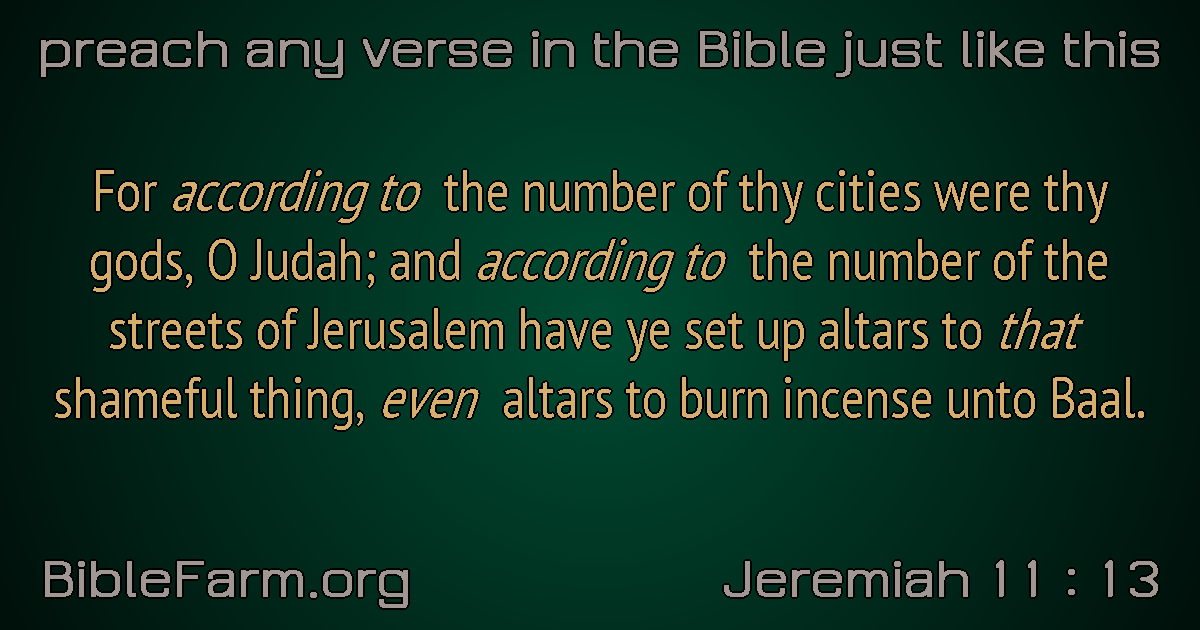 preach any verse in the Bible just like this
For according to the number of thy cities were thy
gods, O Judah; and according to the number of the
streets of Jerusalem have ye set up altars to that
shameful thing, even altars to burn incense unto Baal.
BibleFarm.org
Jeremiah 11 : 13